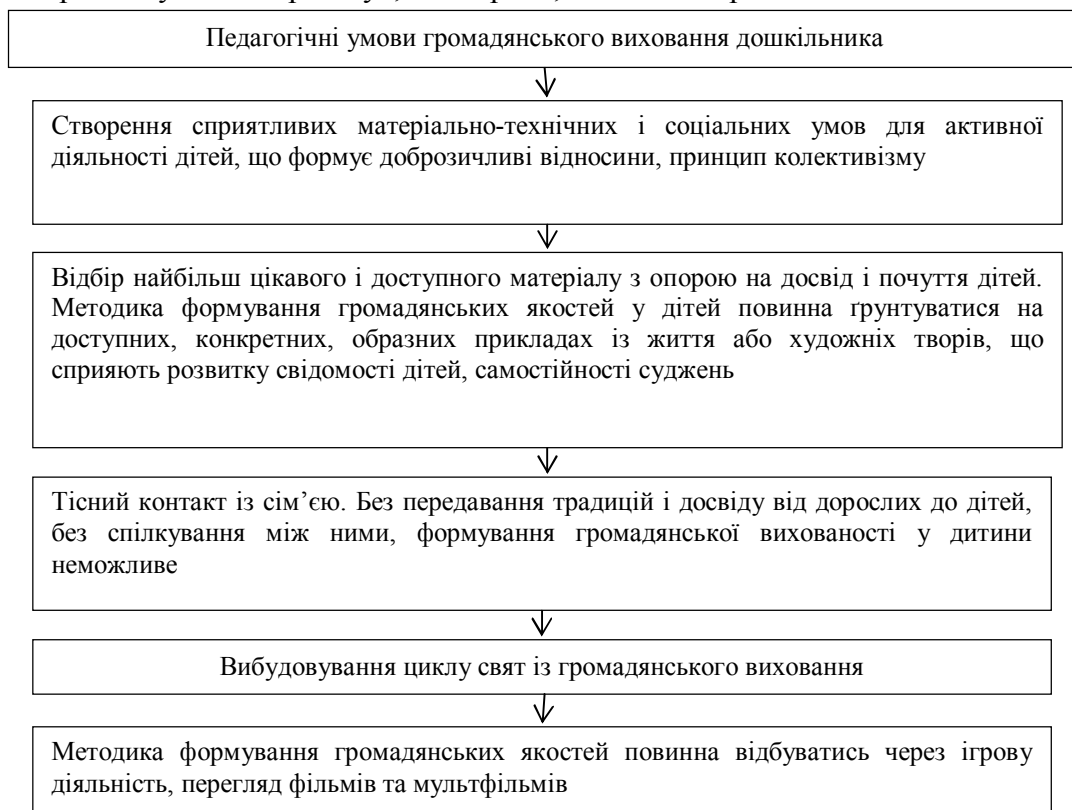 Педагогічні умови громадянського виховання дошкільника
Створення сприятливих матеріально-технічних і соціальних умов для активної
діяльності дітей, що формує доброзичливі відносини, принцип колективізму
Відбір найбільш цікавого і доступного матеріалу з опорою на досвід і почуття дітей.
Методика формування громадянських якостей у дітей повинна ґрунтуватися на
доступних, конкретних, образних прикладах із життя або художніх творів, що
сприяють розвитку свідомості дітей, самостійності суджень
Тісний контакт із сім’єю. Без передавання традицій і досвіду від дорослих до дітей,
без спілкування між ними, формування громадянської вихованості у дитини
неможливе
Вибудовування циклу свят із громадянського виховання
Методика формування громадянських якостей повинна відбуватись через ігрову
діяльність, перегляд фільмів та мультфільмів